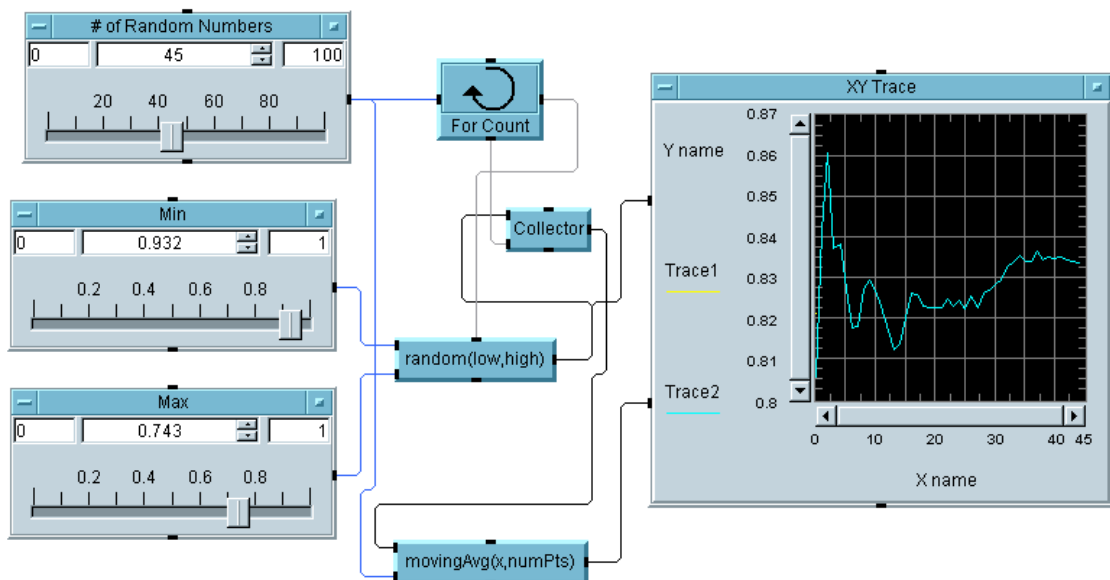 # of Random Numbers
0 45 100
20 40 60 80
For Count
Min
0 0.932 1
0.2 0.4 0.6 0.8
Collector
random(low,high)
Max
0 0.743 1
0.2 0.4 0.6 0.8
movingAvg(x,numPts)
XY Trace
Y name
Trace1
Trace2
0.87
0.86
0.85
0.84
0.83
0.82
0.81
0.8
0 10 20 30 40 45
X name